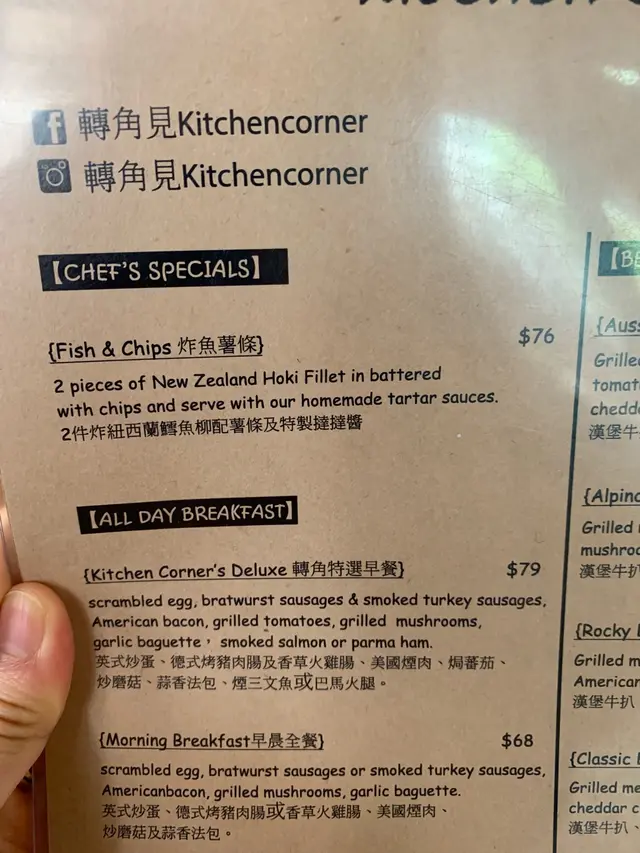 轉角見Kitchencorner
轉角見Kitchencorner
【CHEF'S SPECIALS】
{Fish & Chips 炸魚薯條}
$76
2 pieces of New Zealand Hoki Fillet in battered
with chips and serve with our homemade tartar sauces.
2件炸紐西蘭鱈魚柳配薯條及特製撻撻醬
【ALL DAY BREAKFAST】
{Kitchen Corner's Deluxe 轉角特選早餐}
$79
scrambled egg, bratwurst sausages & smoked turkey sausages,
American bacon, grilled tomatoes, grilled mushrooms,
garlic baguette，smoked salmon or parma ham.
英式炒蛋、德式烤豬肉腸及香草火雞腸、美國煙肉、焗蕃茄、
炒磨菇、蒜香法包、煙三文魚或巴馬火腿。
{Morning Breakfast早晨全餐}
$68
scrambled egg, bratwurst sausages or smoked turkey sausages,
Americanbacon, grilled mushrooms, garlic baguette.
英式炒蛋、德式烤豬肉腸或香草火雞腸、美國煙肉、
炒磨菇及蒜香法包。
Grilled
漢堡牛
Grilled
漢堡牛扒
{Rocky
Grilled
American
漢堡牛扒
{Classic
Grilled
cheddar
漢堡牛扒、